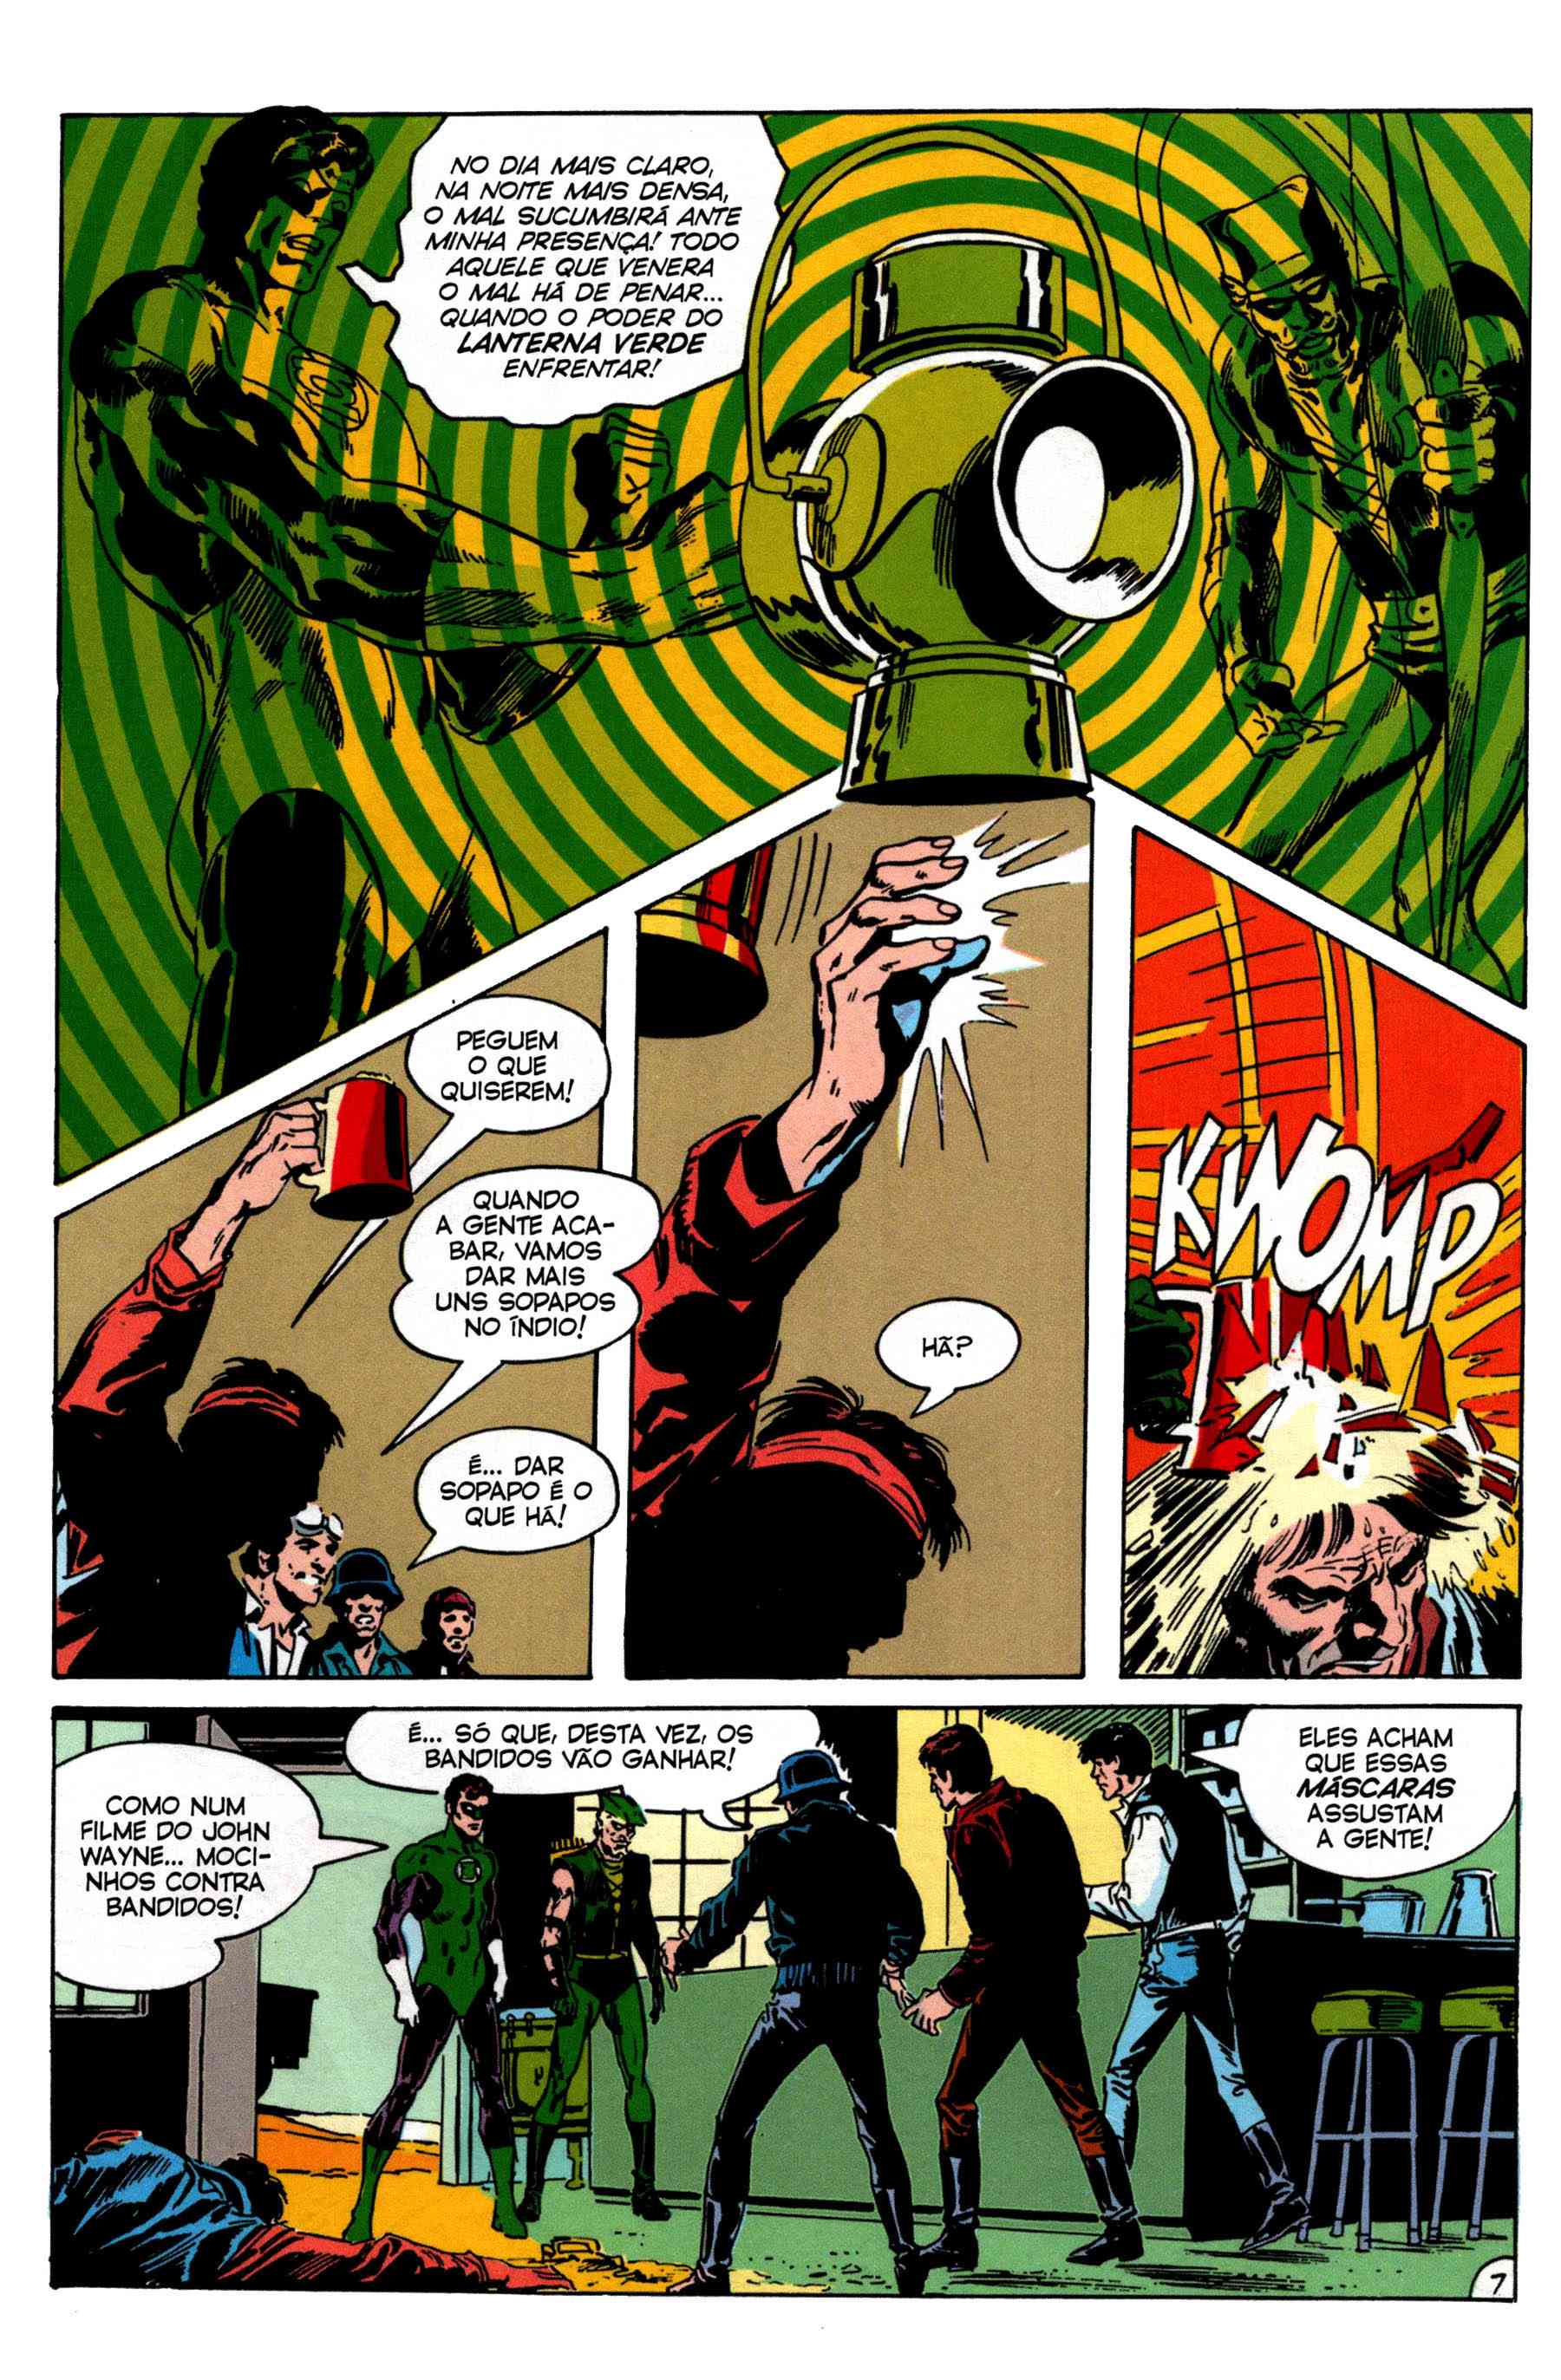 NO DIA MAIS CLARO,
NA NOITE MAIS DENSA,
O MAL SUCUMBIRÁ ANTE
MINHA PRESENÇA! TODO
AQUELE QUE VENERA
O MAL HÁ DE PENAR...
QUANDO O PODER DO
LANTERNA VERDE
ENFRENTAR!
PEGUEM
O QUE
QUISEREM!
QUANDO
A GENTE ACA-
BAR, VAMOS
DAR MAIS
UNS SOPAPOS
NO ÍNDIO!
É... DAR
SOPAPO É O
QUE HÁ!
HÃ?
KWOMP
COMO NUM
FILME DO JOHN
WAYNE... MOCI-
NHOS CONTRA
BANDIDOS!
É... SÓ QUE, DESTA VEZ, OS
BANDIDOS VÃO GANHAR!
ELES ACHAM
QUE ESSAS
MÁSCARAS
ASSUSTAM
A GENTE!
7